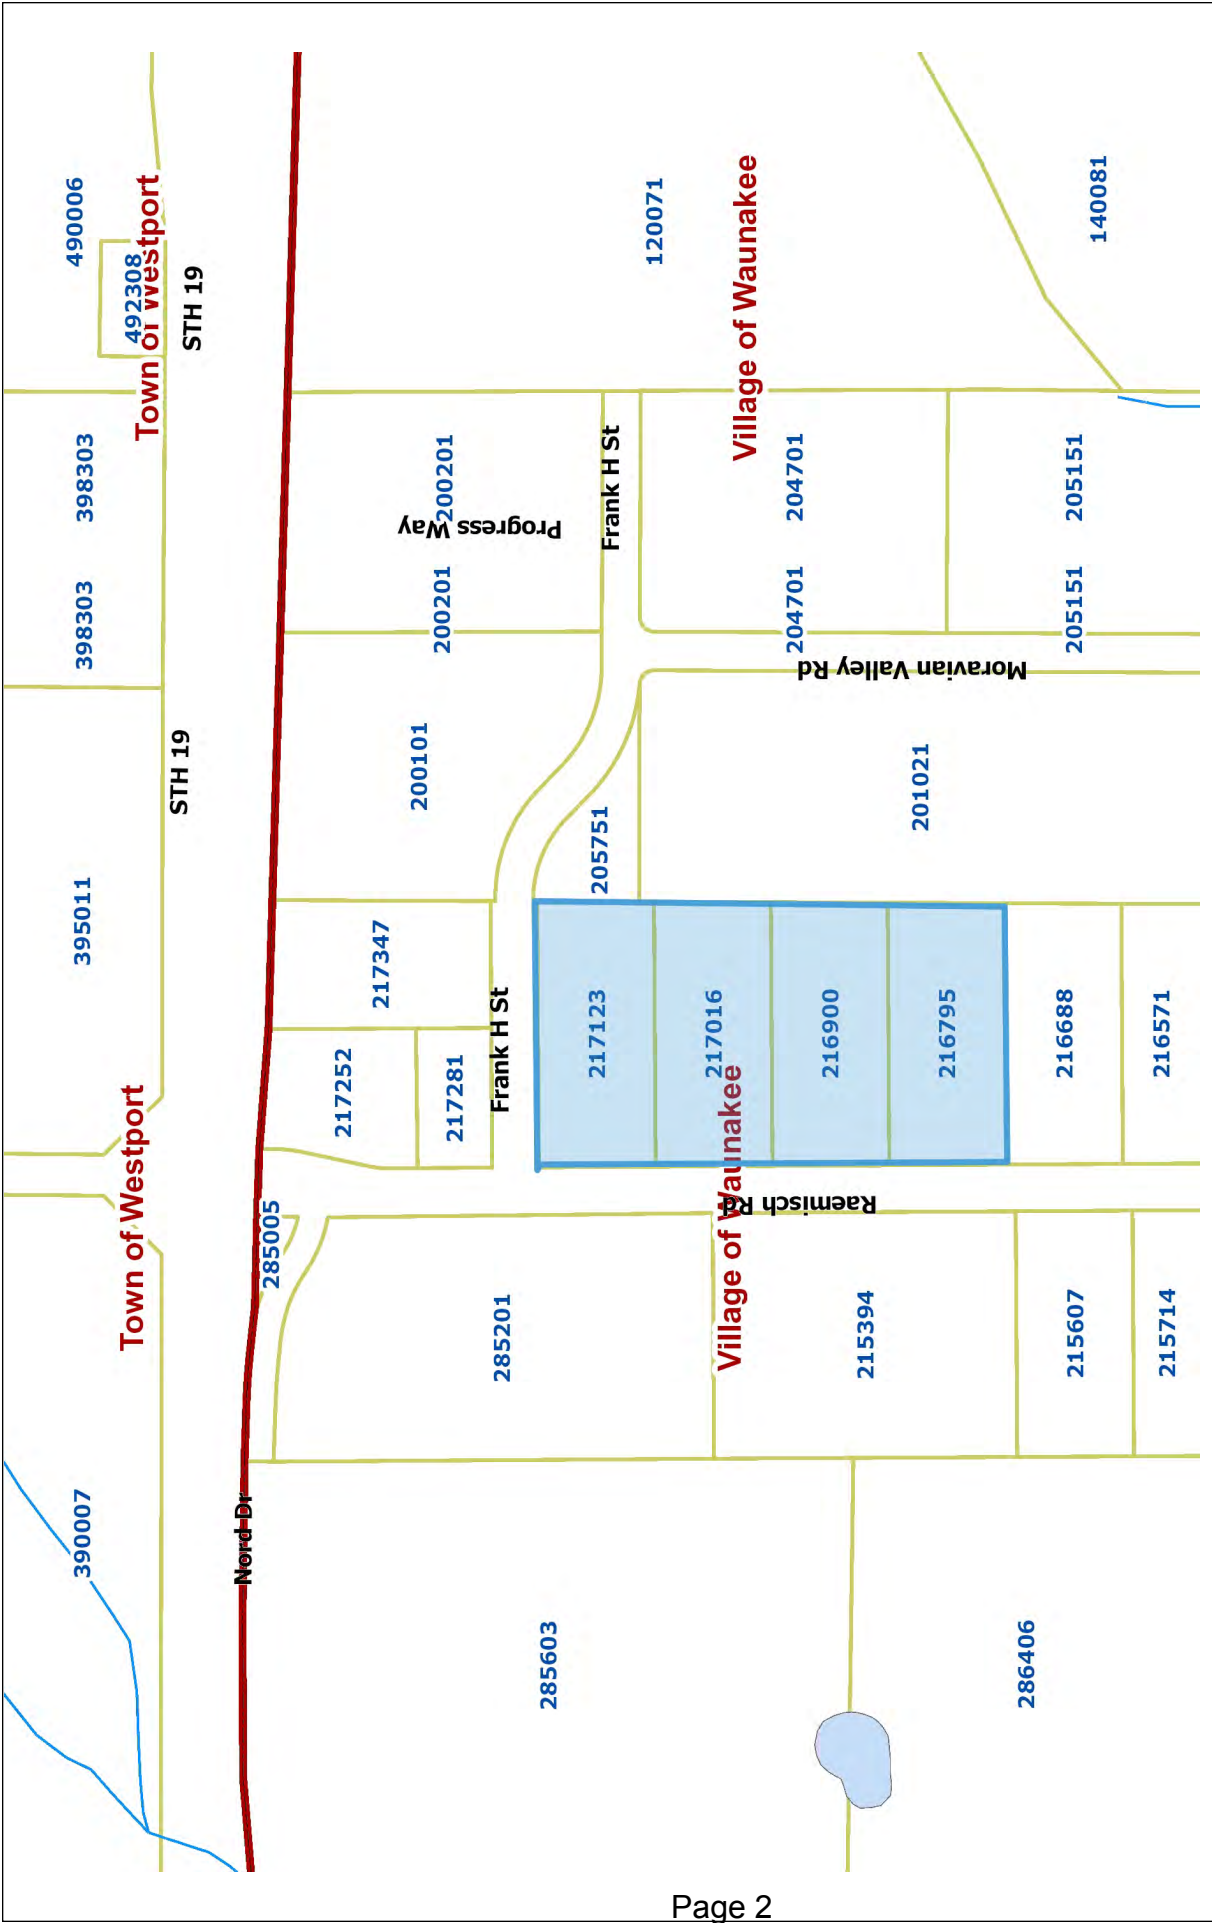 390007
395011
398303
398303
490006
492308
Town of Westport
Town of Westport
STH 19
STH 19
Nord Dr
285005
217252
217347
217281
200101
200201
200201
Progress Way
Frank H St
Frank H St
120071
Village of Waunakee
285201
217123
205751
204701
204701
217016
216900
216795
216688
216571
201021
Moravian Valley Rd
205151
205151
140081
Raemisch Rd
Village of Waunakee
215394
215607
215714
285603
286406
Page 2